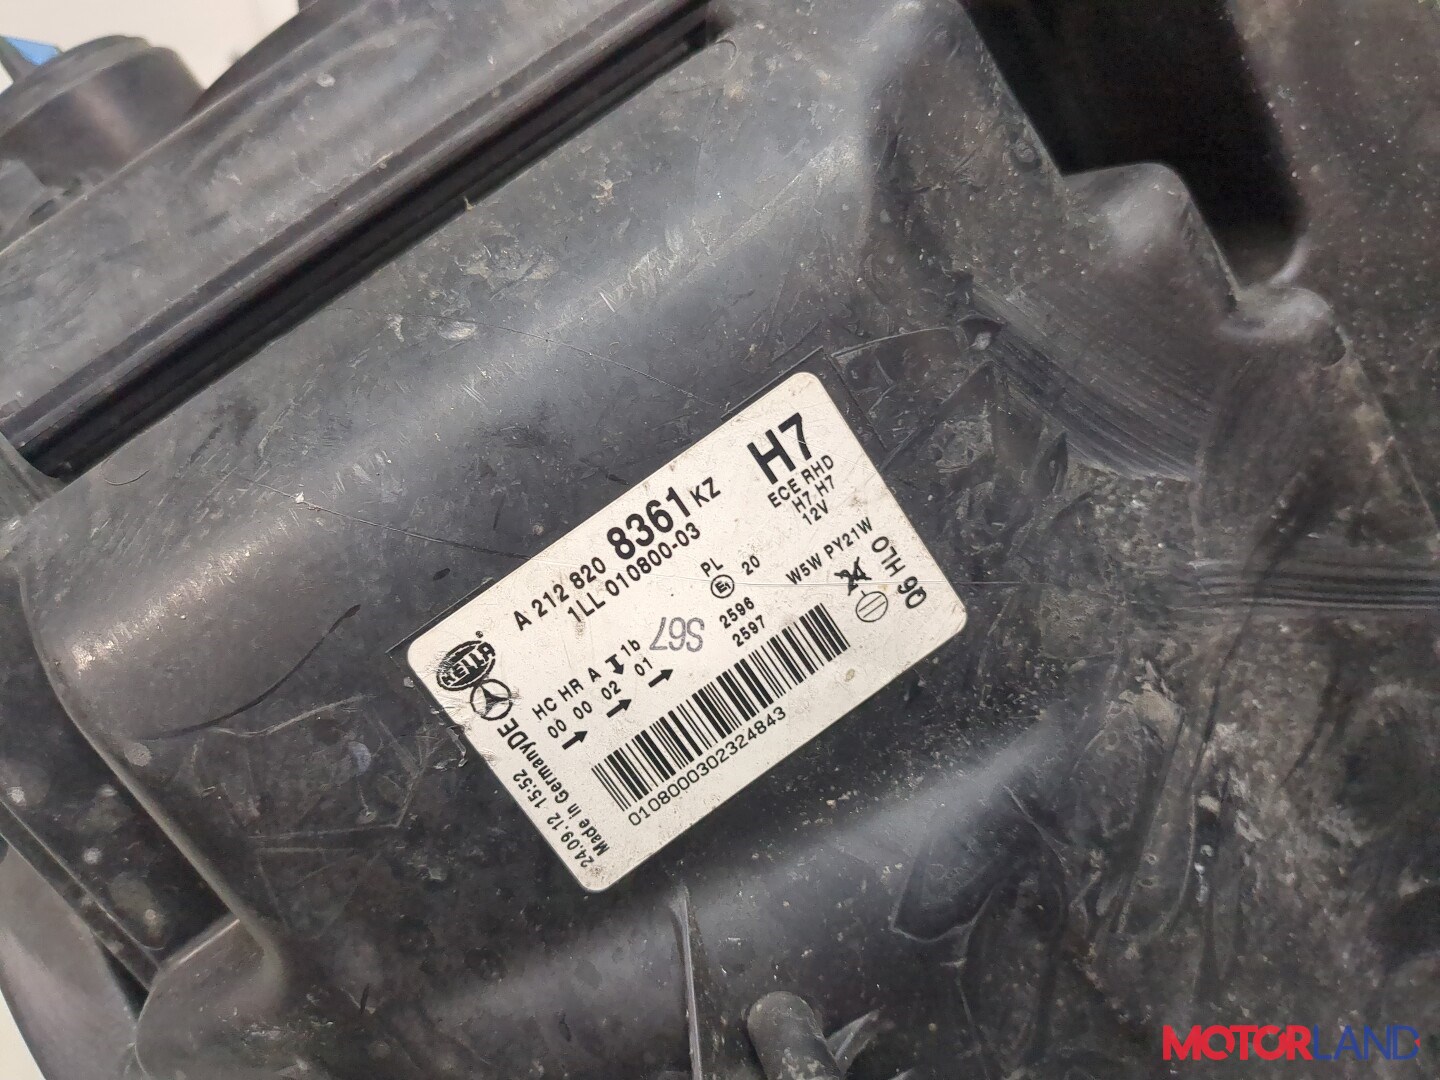 A 212 820 8361 KZ
1LL 010800-03
H7
ECE RHD
H7, H7
12V
HELLA
HC HR A 1b
00 00 02 01
S67
PL E1 20
2596
2597
W5W PY21W
Q6 HLO
DE
24.09.12 15:52
Made in Germany
0108000302324843
MOTORLAND